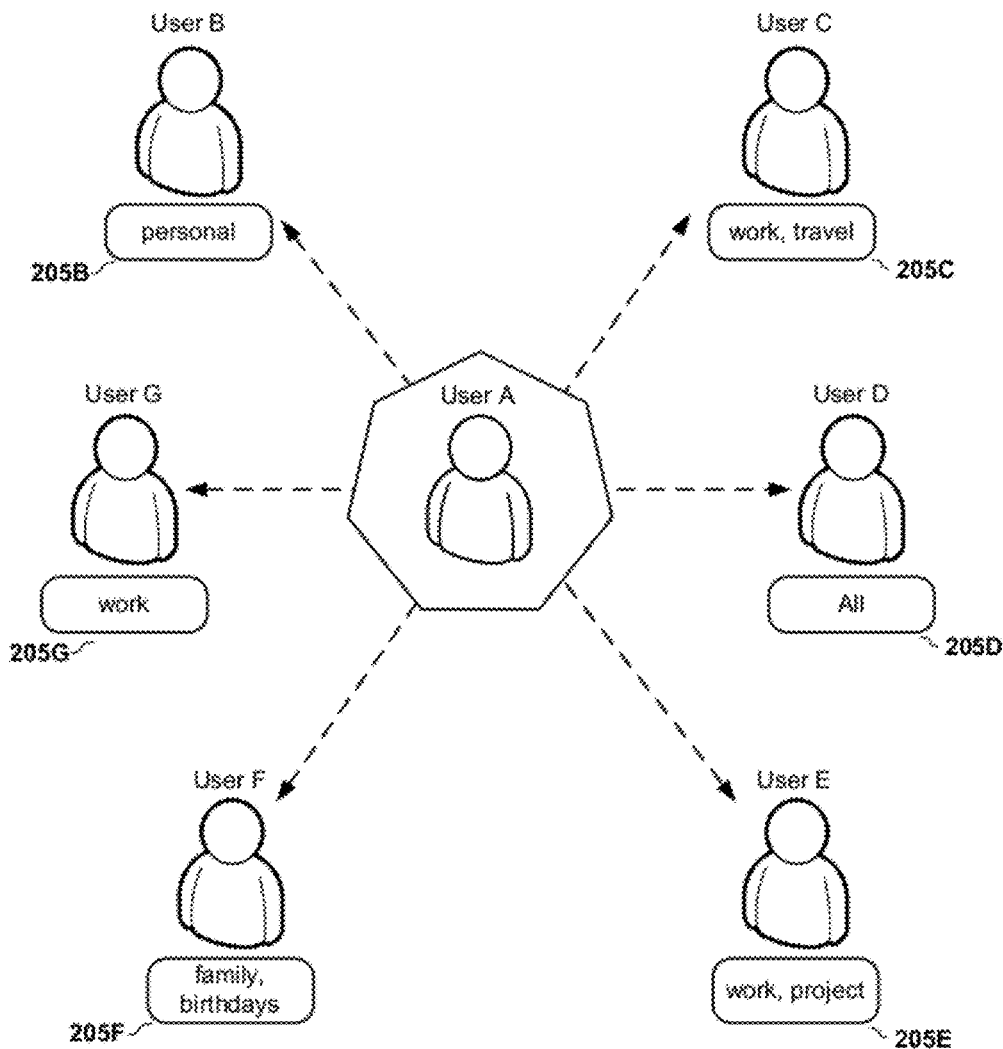 User B
User C
personal
work, travel
205B
205C
User G
User A
User D
work
All
205G
205D
User F
User E
family,
birthdays
work, project
205F
205E